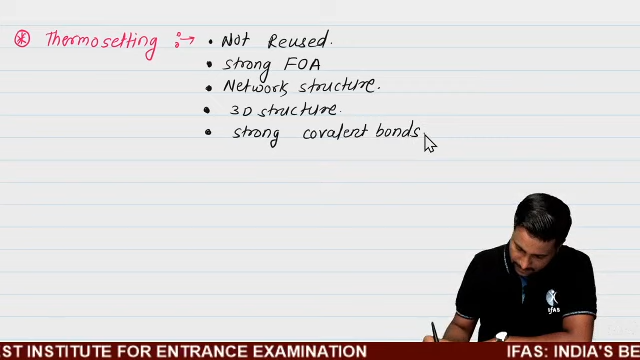 ⊛ Thermosetting :→ • Not Reused.
• strong FOA
• Network structure.
• 3D structure.
• strong covalent bonds
IFAS
ST INSTITUTE FOR ENTRANCE EXAMINATION IFAS: INDIA'S BE